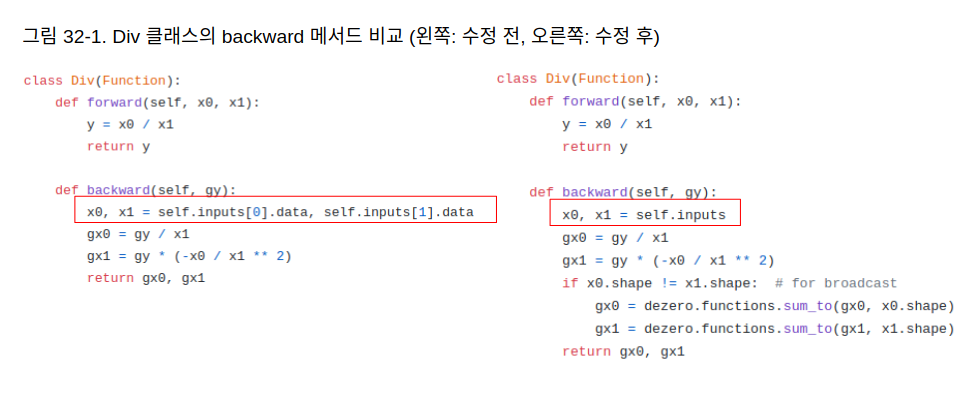 그림 32-1. Div 클래스의 backward 메서드 비교 (왼쪽: 수정 전, 오른쪽: 수정 후)
class Div(Function):
    def forward(self, x0, x1):
        y = x0 / x1
        return y

    def backward(self, gy):
        x0, x1 = self.inputs[0].data, self.inputs[1].data
        gx0 = gy / x1
        gx1 = gy * (-x0 / x1 ** 2)
        return gx0, gx1

class Div(Function):
    def forward(self, x0, x1):
        y = x0 / x1
        return y

    def backward(self, gy):
        x0, x1 = self.inputs
        gx0 = gy / x1
        gx1 = gy * (-x0 / x1 ** 2)
        if x0.shape != x1.shape:  # for broadcast
            gx0 = dezero.functions.sum_to(gx0, x0.shape)
            gx1 = dezero.functions.sum_to(gx1, x1.shape)
        return gx0, gx1